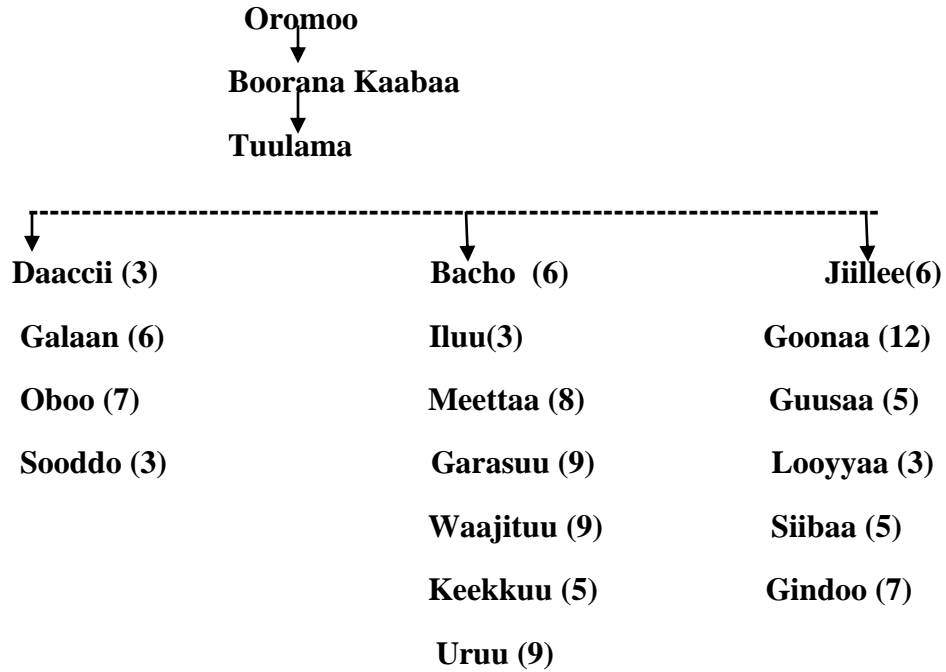 Oromoo
Boorana Kaabaa
Tuulama
Daaccii (3) Bacho (6) Jiillee(6)
Galaan (6) Iluu(3) Goonaa (12)
Oboo (7) Meettaa (8) Guusaa (5)
Sooddo (3) Garasuu (9) Looyyaa (3)
Waajituu (9) Siibaa (5)
Keekkuu (5) Gindoo (7)
Uruu (9)